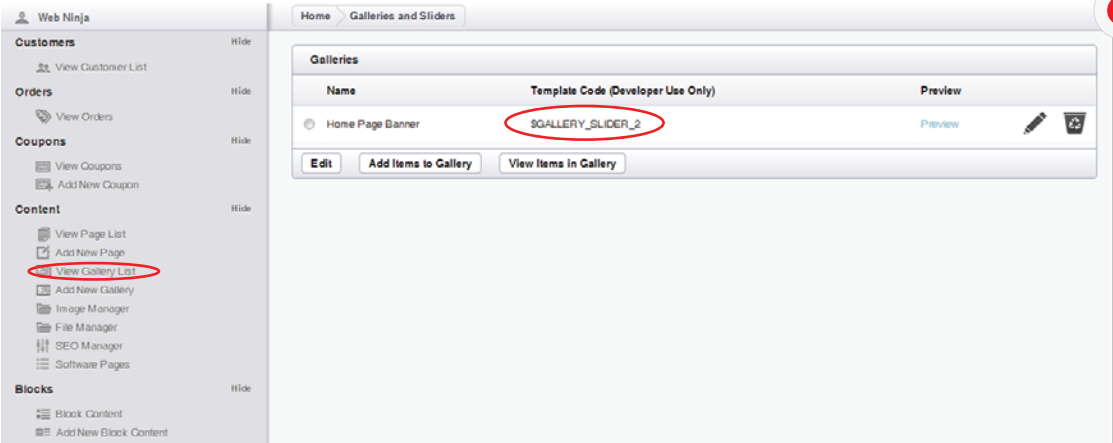 Web Ninja
Customers Hide
View Customer List
Orders Hide
View Orders
Coupons Hide
View Coupons
Add New Coupon
Content Hide
View Page List
Add New Page
View Gallery List
Add New Gallery
Image Manager
File Manager
SEO Manager
Software Pages
Blocks Hide
Block Content
Add New Block Content
Home Galleries and Sliders
Galleries
Name Template Code (Developer Use Only) Preview
Home Page Banner $GALLERY_SLIDER_2 Preview
Edit Add Items to Gallery View Items in Gallery